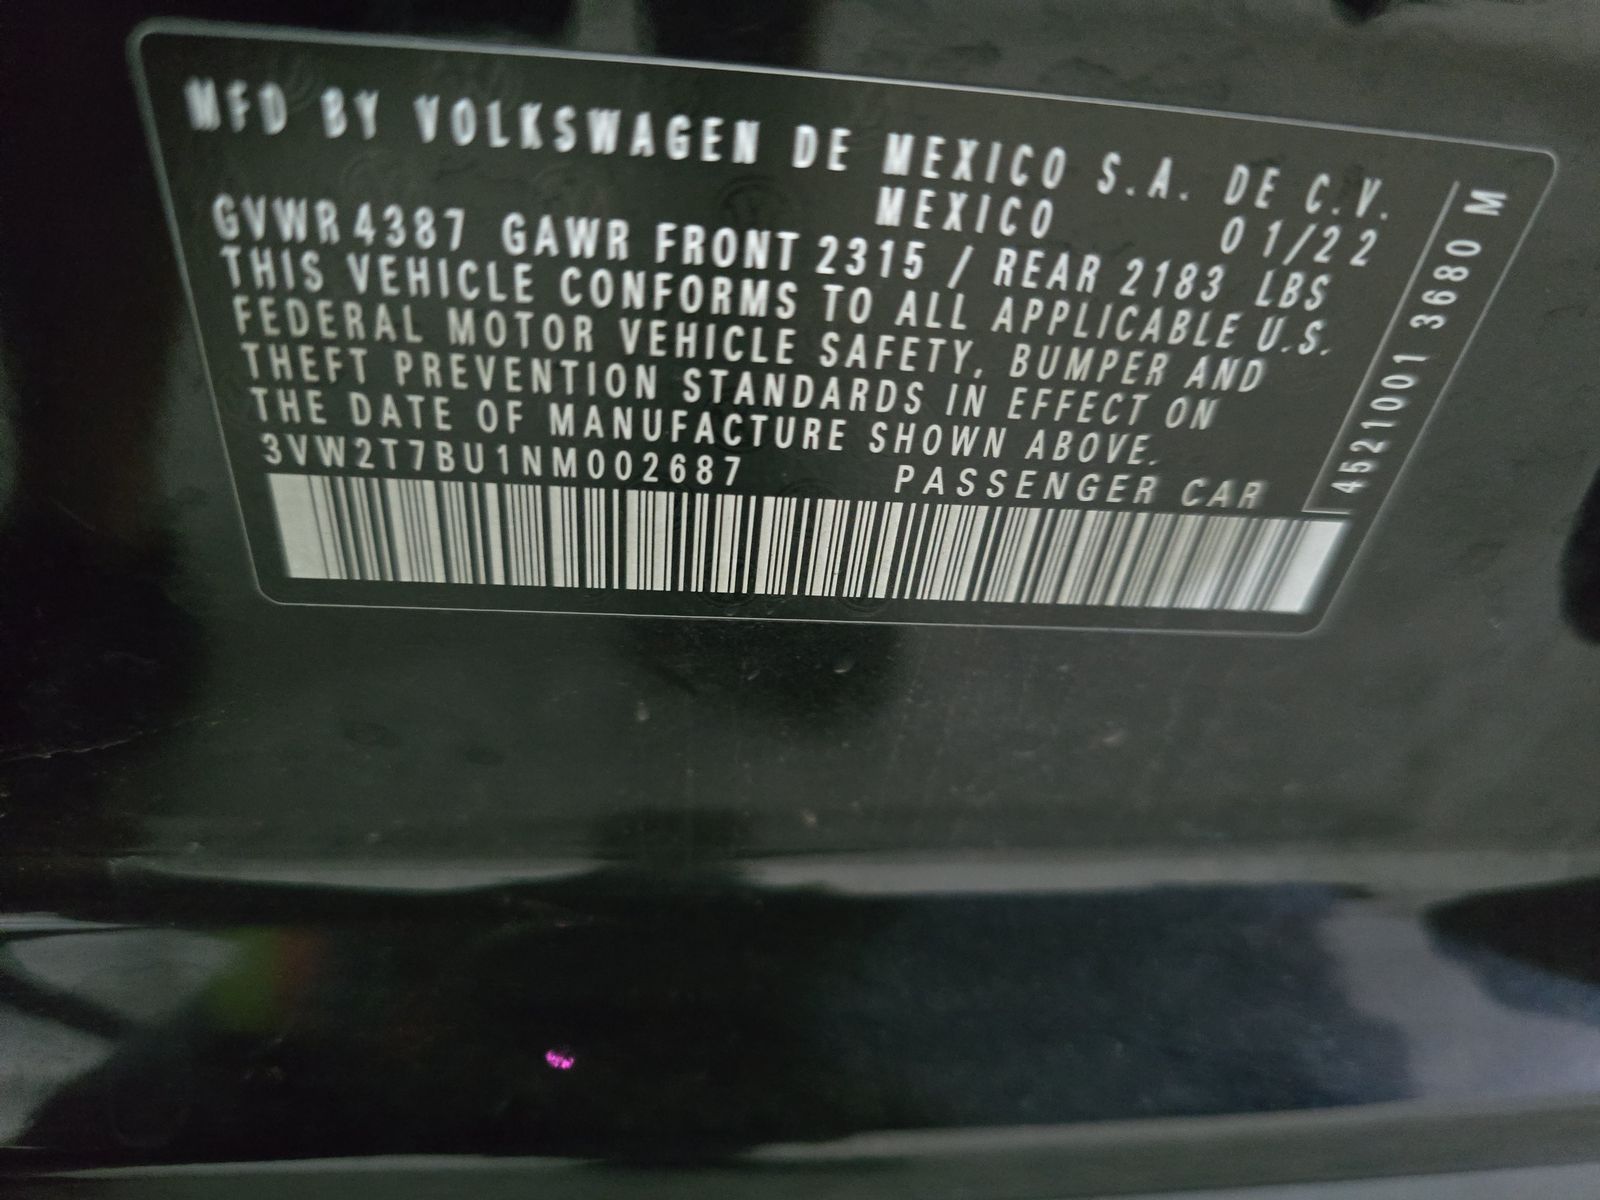 MFD BY VOLKSWAGEN DE MEXICO S.A. DE C.V.
MEXICO 01/22
GVWR 4387 GAWR FRONT 2315 / REAR 2183 LBS
THIS VEHICLE CONFORMS TO ALL APPLICABLE U.S.
FEDERAL MOTOR VEHICLE SAFETY, BUMPER AND
THEFT PREVENTION STANDARDS IN EFFECT ON
THE DATE OF MANUFACTURE SHOWN ABOVE.
3VW2T7BU1NM002687 PASSENGER CAR
4521001 3680 M